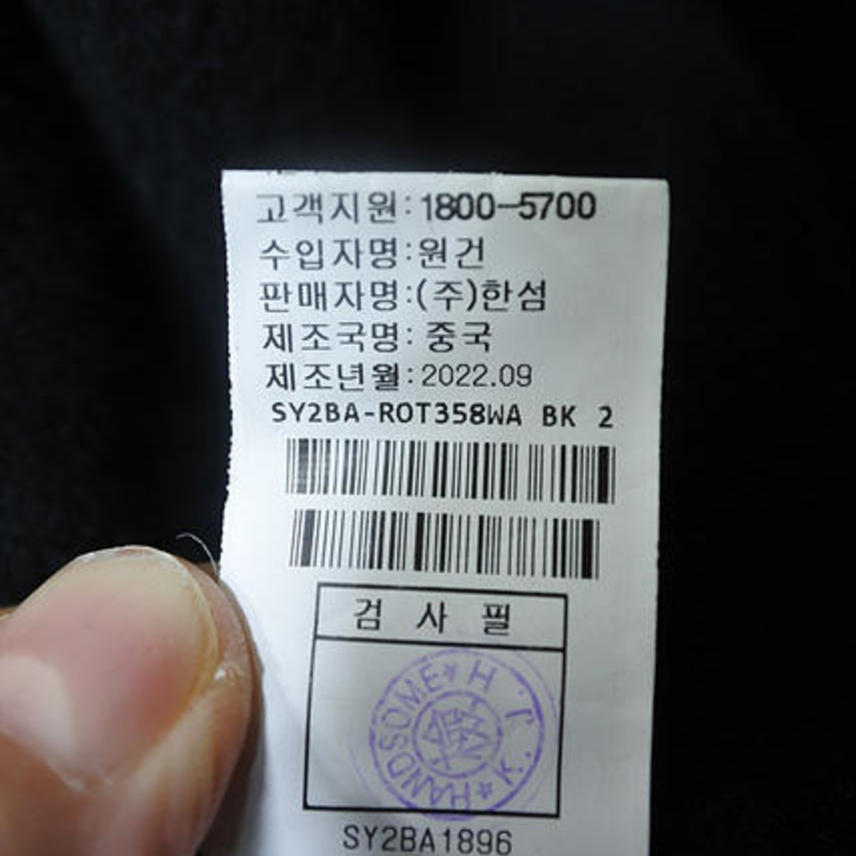 고객지원:1800-5700
수입자명:원건
판매자명:(주)한섬
제조국명: 중국
제조년월:2022.09
SY2BA-ROT358WA BK 2
검 사 필
HANDSOME * H.T.K. *
SY2BA1896